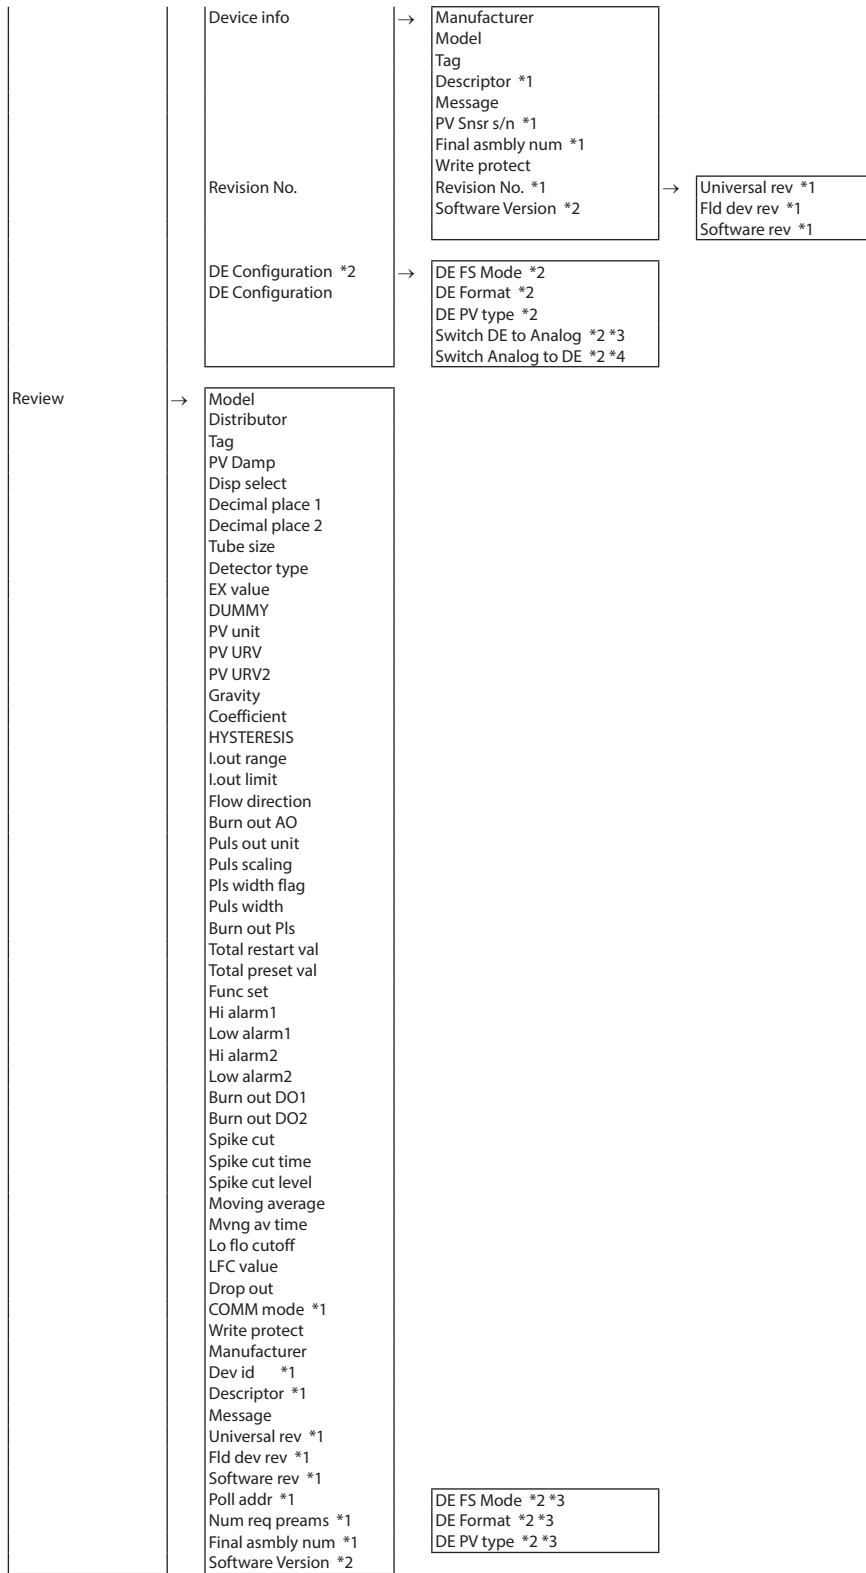 Device info → Manufacturer
Model
Tag
Descriptor *1
Message
PV Snsr s/n *1
Final asmbly num *1
Write protect
Revision No. Revision No. *1 → Universal rev *1
Software Version *2 Fld dev rev *1
Software rev *1
DE Configuration *2 → DE FS Mode *2
DE Configuration DE Format *2
DE PV type *2
Switch DE to Analog *2 *3
Switch Analog to DE *2 *4
Review → Model
Distributor
Tag
PV Damp
Disp select
Decimal place 1
Decimal place 2
Tube size
Detector type
EX value
DUMMY
PV unit
PV URV
PV URV2
Gravity
Coefficient
HYSTERESIS
I.out range
I.out limit
Flow direction
Burn out AO
Puls out unit
Puls scaling
Pls width flag
Puls width
Burn out Pls
Total restart val
Total preset val
Func set
Hi alarm1
Low alarm1
Hi alarm2
Low alarm2
Burn out DO1
Burn out DO2
Spike cut
Spike cut time
Spike cut level
Moving average
Mvng av time
Lo flo cutoff
LFC value
Drop out
COMM mode *1
Write protect
Manufacturer
Dev id *1
Descriptor *1
Message
Universal rev *1
Fld dev rev *1
Software rev *1
Poll addr *1 DE FS Mode *2 *3
Num req preams *1 DE Format *2 *3
Final asmbly num *1 DE PV type *2 *3
Software Version *2